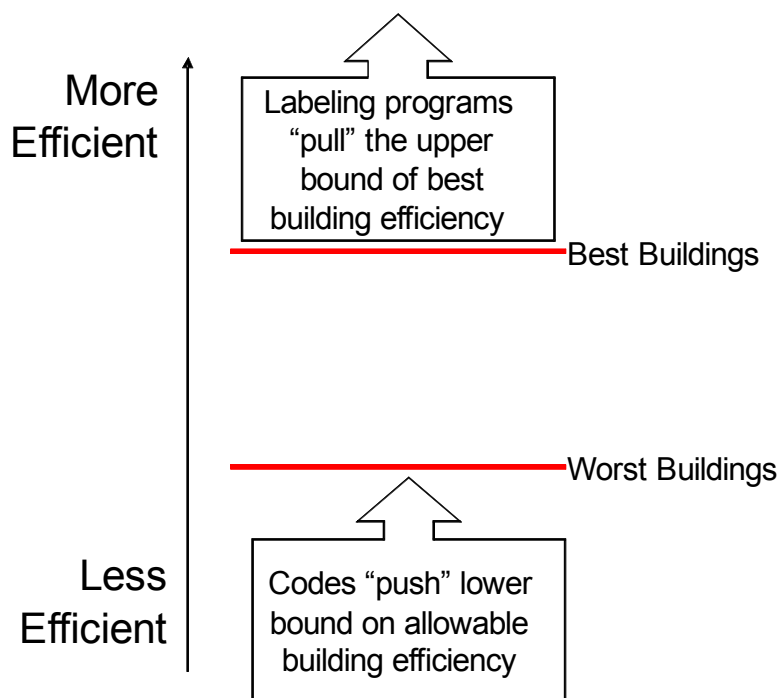 More
Efficient
Labeling programs
“pull” the upper
bound of best
building efficiency
Best Buildings
Worst Buildings
Less
Efficient
Codes “push” lower
bound on allowable
building efficiency